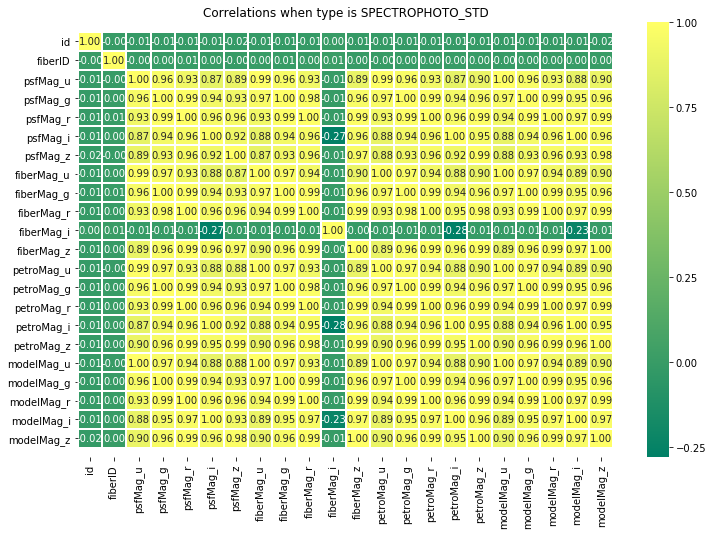 Correlations when type is SPECTROPHOTO_STD
id 1.00 -0.00 -0.01 -0.01 -0.01 -0.01 -0.02 -0.01 -0.01 -0.01 0.00 -0.01 -0.01 -0.01 -0.01 -0.01 -0.01 -0.01 -0.01 -0.01 -0.01 -0.02
fiberID -0.00 1.00 -0.00 -0.00 0.00 0.01 0.00 -0.00 0.00 0.00 0.01 0.00 -0.00 0.00 0.00 0.00 0.00 -0.00 0.00 0.00 0.00 0.00
psfMag_u -0.01 -0.00 1.00 0.96 0.93 0.87 0.89 0.99 0.96 0.93 -0.01 0.89 0.99 0.96 0.93 0.87 0.90 1.00 0.96 0.93 0.88 0.90
psfMag_g -0.01 -0.00 0.96 1.00 0.99 0.94 0.93 0.97 1.00 0.98 -0.01 0.96 0.97 1.00 0.99 0.94 0.96 0.97 1.00 0.99 0.95 0.96
psfMag_r -0.01 0.00 0.93 0.99 1.00 0.96 0.96 0.93 0.99 1.00 -0.01 0.99 0.93 0.99 1.00 0.96 0.99 0.94 0.99 1.00 0.97 0.99
psfMag_i -0.01 0.00 0.87 0.94 0.96 1.00 0.92 0.88 0.94 0.96 -0.27 0.96 0.88 0.94 0.96 1.00 0.95 0.88 0.94 0.96 1.00 0.96
psfMag_z -0.02 0.00 0.89 0.93 0.96 0.92 1.00 0.87 0.93 0.96 -0.01 0.97 0.88 0.93 0.96 0.92 0.99 0.88 0.93 0.96 0.93 0.98
fiberMag_u -0.01 -0.00 0.99 0.97 0.93 0.88 0.87 1.00 0.97 0.94 -0.01 0.90 1.00 0.97 0.94 0.88 0.90 1.00 0.97 0.94 0.89 0.90
fiberMag_g -0.01 0.00 0.96 1.00 0.99 0.94 0.93 0.97 1.00 0.99 -0.01 0.96 0.97 1.00 0.99 0.94 0.96 0.97 1.00 0.99 0.95 0.96
fiberMag_r -0.01 0.00 0.93 0.98 1.00 0.96 0.96 0.94 0.99 1.00 -0.01 0.99 0.93 0.98 1.00 0.95 0.98 0.93 0.99 1.00 0.97 0.99
fiberMag_i 0.00 0.01 -0.01 -0.01 -0.01 -0.27 -0.01 -0.01 -0.01 -0.01 1.00 -0.00 -0.01 -0.01 -0.01 -0.28 -0.01 -0.01 -0.01 -0.01 -0.23 -0.01
fiberMag_z -0.01 0.00 0.89 0.96 0.99 0.96 0.97 0.90 0.96 0.99 -0.00 1.00 0.89 0.96 0.99 0.96 0.99 0.89 0.96 0.99 0.97 1.00
petroMag_u -0.01 -0.00 0.99 0.97 0.93 0.88 0.88 1.00 0.97 0.93 -0.01 0.89 1.00 0.97 0.94 0.88 0.90 1.00 0.97 0.94 0.89 0.90
petroMag_g -0.01 0.00 0.96 1.00 0.99 0.94 0.93 0.97 1.00 0.98 -0.01 0.96 0.97 1.00 0.99 0.94 0.96 0.97 1.00 0.99 0.95 0.96
petroMag_r -0.01 0.00 0.93 0.99 1.00 0.96 0.96 0.94 0.99 1.00 -0.01 0.99 0.94 0.99 1.00 0.96 0.99 0.94 0.99 1.00 0.97 0.99
petroMag_i -0.01 0.00 0.87 0.94 0.96 1.00 0.92 0.88 0.94 0.95 -0.28 0.96 0.88 0.94 0.96 1.00 0.95 0.88 0.94 0.96 1.00 0.95
petroMag_z -0.01 0.00 0.90 0.96 0.99 0.95 0.99 0.90 0.96 0.98 -0.01 0.99 0.90 0.96 0.99 0.95 1.00 0.90 0.96 0.99 0.96 1.00
modelMag_u -0.01 -0.00 1.00 0.97 0.94 0.88 0.88 1.00 0.97 0.93 -0.01 0.89 1.00 0.97 0.94 0.88 0.90 1.00 0.97 0.94 0.89 0.90
modelMag_g -0.01 0.00 0.96 1.00 0.99 0.94 0.93 0.97 1.00 0.99 -0.01 0.96 0.97 1.00 0.99 0.94 0.96 0.97 1.00 0.99 0.95 0.96
modelMag_r -0.01 0.00 0.93 0.99 1.00 0.96 0.96 0.94 0.99 1.00 -0.01 0.99 0.94 0.99 1.00 0.96 0.99 0.94 0.99 1.00 0.97 0.99
modelMag_i -0.01 0.00 0.88 0.95 0.97 1.00 0.93 0.89 0.95 0.97 -0.23 0.97 0.89 0.95 0.97 1.00 0.96 0.89 0.95 0.97 1.00 0.97
modelMag_z -0.02 0.00 0.90 0.96 0.99 0.96 0.98 0.90 0.96 0.99 -0.01 1.00 0.90 0.96 0.99 0.95 1.00 0.90 0.96 0.99 0.97 1.00
id fiberID psfMag_u psfMag_g psfMag_r psfMag_i psfMag_z fiberMag_u fiberMag_g fiberMag_r fiberMag_i fiberMag_z petroMag_u petroMag_g petroMag_r petroMag_i petroMag_z modelMag_u modelMag_g modelMag_r modelMag_i modelMag_z
1.00
0.75
0.50
0.25
0.00
−0.25